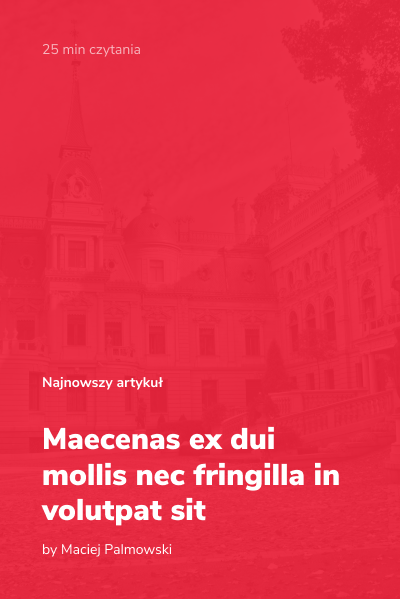 25 min czytania
Najnowszy artykuł
Maecenas ex dui
mollis nec fringilla in
volutpat sit
by Maciej Palmowski